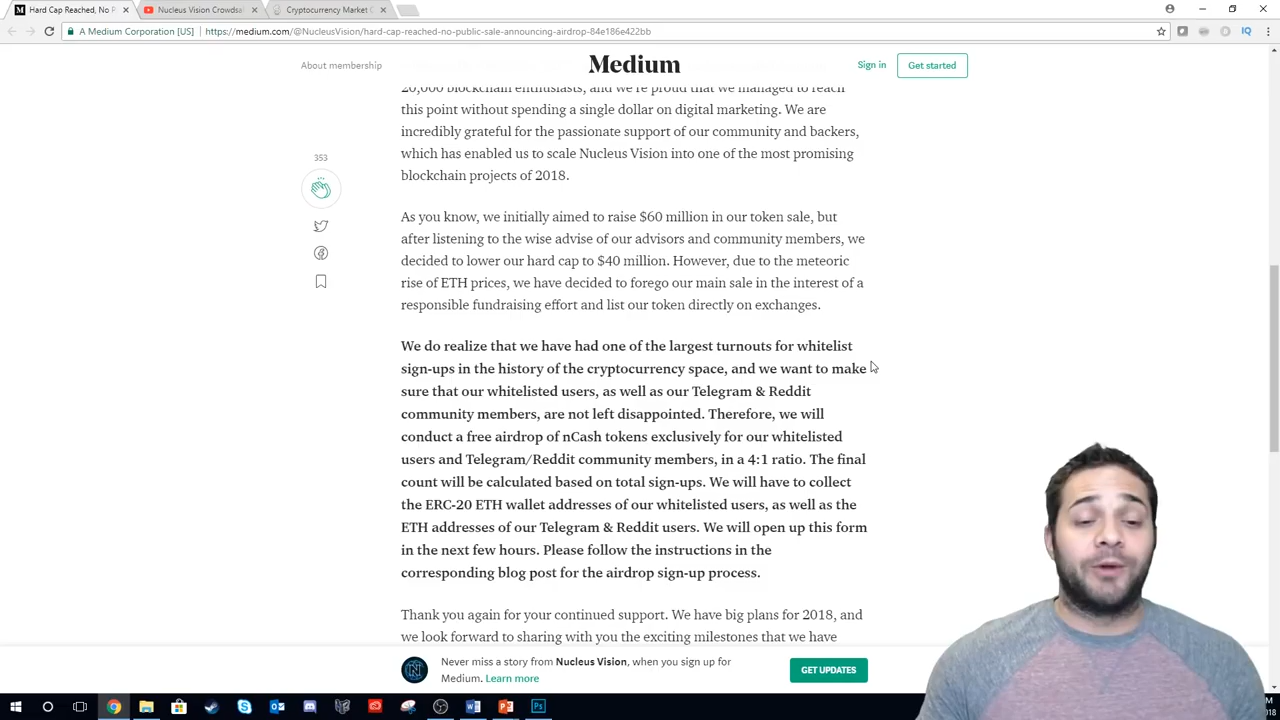 Hard Cap Reached, No P
Nucleus Vision Crowdsal
Cryptocurrency Market C
A Medium Corporation [US]
https://medium.com/@NucleusVision/hard-cap-reached-no-public-sale-announcing-airdrop-84e186e422bb
About membership
Medium
Sign in
Get started
20,000 blockchain enthusiasts, and we're proud that we managed to reach
this point without spending a single dollar on digital marketing. We are
incredibly grateful for the passionate support of our community and backers,
which has enabled us to scale Nucleus Vision into one of the most promising
blockchain projects of 2018.
353
As you know, we initially aimed to raise $60 million in our token sale, but
after listening to the wise advise of our advisors and community members, we
decided to lower our hard cap to $40 million. However, due to the meteoric
rise of ETH prices, we have decided to forego our main sale in the interest of a
responsible fundraising effort and list our token directly on exchanges.
We do realize that we have had one of the largest turnouts for whitelist
sign-ups in the history of the cryptocurrency space, and we want to make
sure that our whitelisted users, as well as our Telegram & Reddit
community members, are not left disappointed. Therefore, we will
conduct a free airdrop of nCash tokens exclusively for our whitelisted
users and Telegram/Reddit community members, in a 4:1 ratio. The final
count will be calculated based on total sign-ups. We will have to collect
the ERC-20 ETH wallet addresses of our whitelisted users, as well as the
ETH addresses of our Telegram & Reddit users. We will open up this form
in the next few hours. Please follow the instructions in the
corresponding blog post for the airdrop sign-up process.
Thank you again for your continued support. We have big plans for 2018, and
we look forward to sharing with you the exciting milestones that we have
Never miss a story from Nucleus Vision, when you sign up for
Medium. Learn more
GET UPDATES